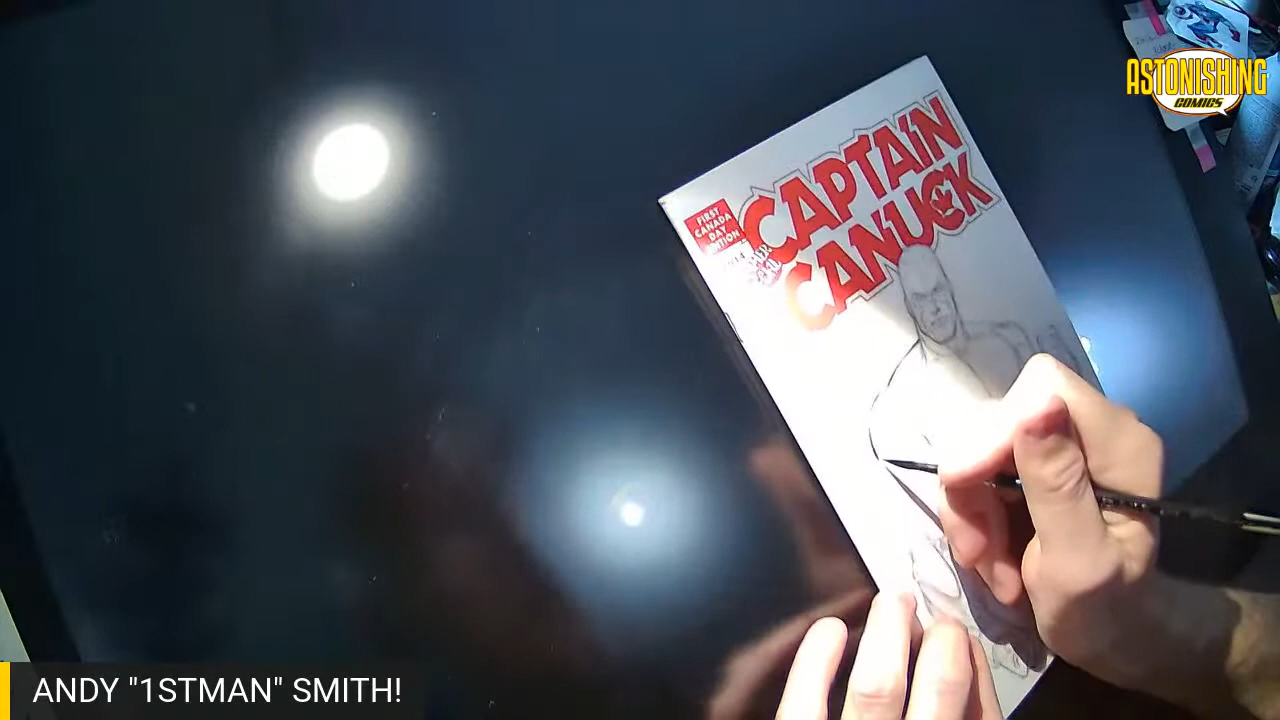 ASTONISHING
COMICS
CAPTAIN
CANUCK
FIRST
CANADA
DAY
EDITION
ANDY "1STMAN" SMITH!